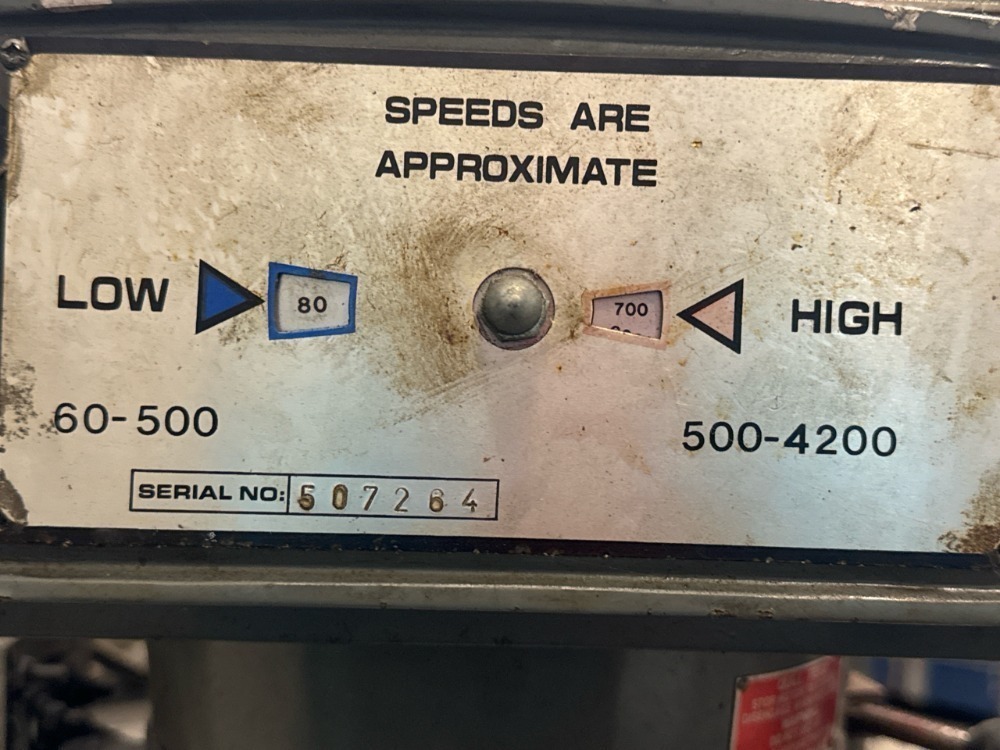 SPEEDS ARE
APPROXIMATE
LOW 80 700 HIGH
60-500 500-4200
SERIAL NO: 507264